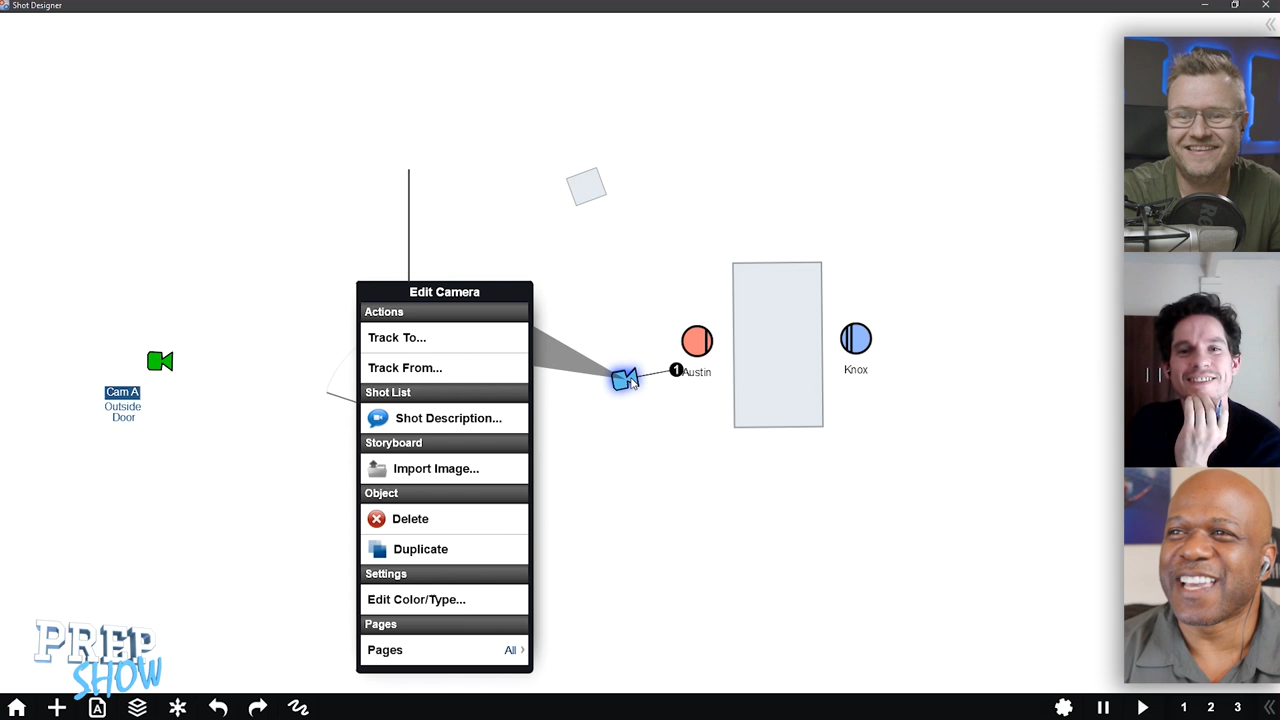 Shot Designer
Edit Camera
Actions
Track To...
Track From...
Shot List
Shot Description...
Storyboard
Import Image...
Object
Delete
Duplicate
Settings
Edit Color/Type...
Pages
Pages All
Cam A
Outside
Door
1
Austin
Knox
PREP
SHOW
A
1 2 3